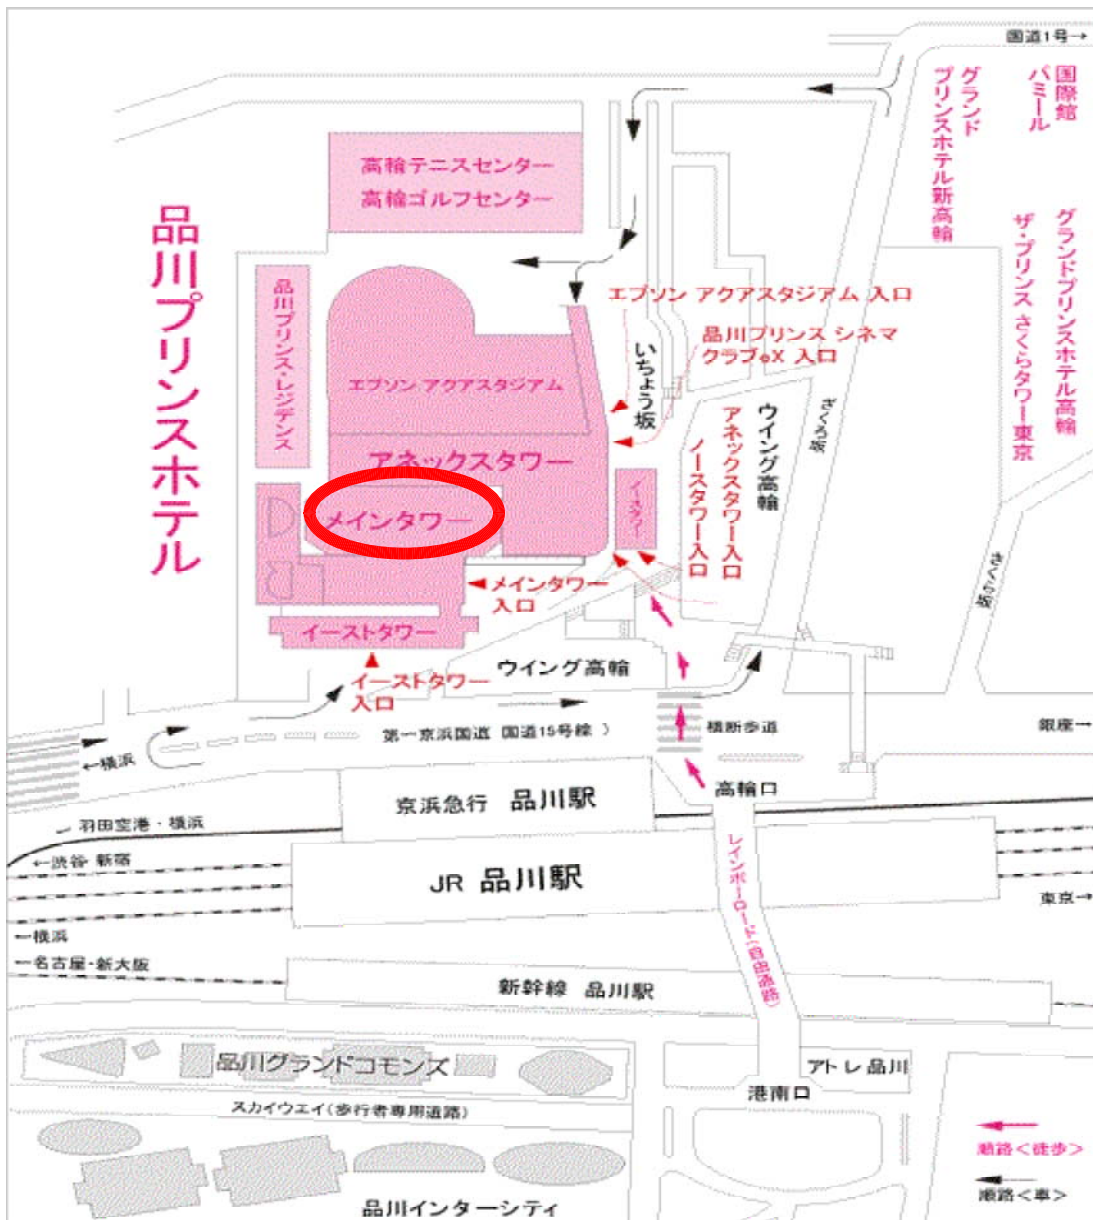 国道1号→
国際館
パミール
グランド
プリンスホテル新高輪
グランドプリンスホテル高輪
ザ・プリンス さくらタワー東京
高輪テニスセンター
高輪ゴルフセンター
品川プリンスホテル
品川プリンス・レジデンス
エプソン アクアスタジアム 入口
品川プリンス シネマ
クラブeX 入口
いちょう坂
エプソン アクアスタジアム
アネックスタワー
メインタワー
ウイング高輪
アネックスタワー入口
ノースタワー入口
ざくろ坂
さくら坂
メインタワー
入口
イーストタワー
イーストタワー
入口
ウイング高輪
第一京浜国道 国道15号線
横断歩道
銀座→
←横浜
高輪口
京浜急行 品川駅
羽田空港・横浜
←渋谷 新宿
JR 品川駅
レインボーロード(自由通路)
東京→
←横浜
←名古屋・新大阪
新幹線 品川駅
品川グランドコモンズ
アトレ品川
港南口
スカイウエイ(歩行者専用道路)
順路<徒歩>
順路<車>
品川インターシティ